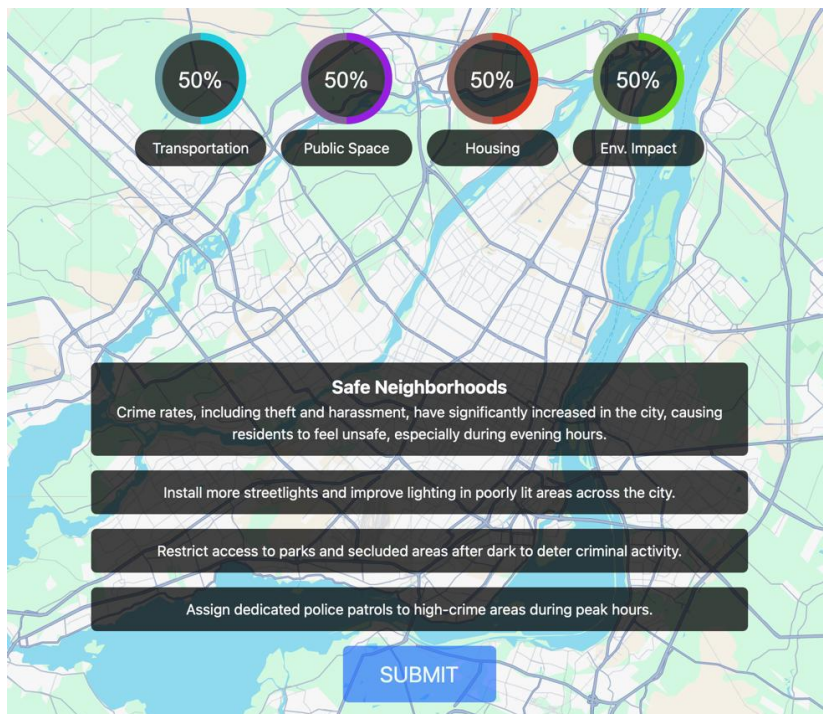 50%
50%
50%
50%
Transportation
Public Space
Housing
Env. Impact
Safe Neighborhoods
Crime rates, including theft and harassment, have significantly increased in the city, causing
residents to feel unsafe, especially during evening hours.
Install more streetlights and improve lighting in poorly lit areas across the city.
Restrict access to parks and secluded areas after dark to deter criminal activity.
Assign dedicated police patrols to high-crime areas during peak hours.
SUBMIT